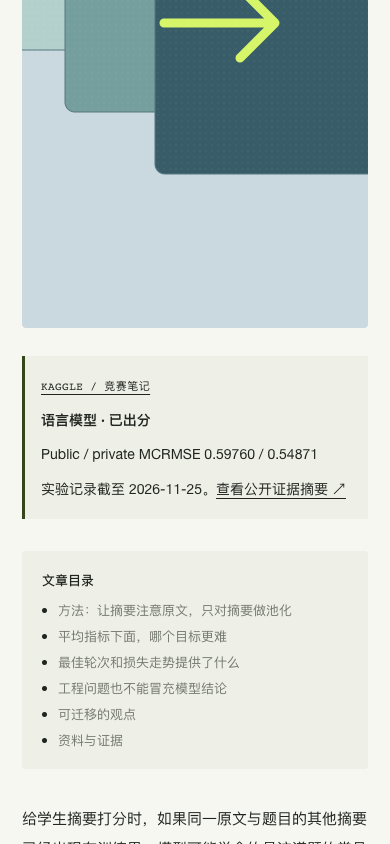 KAGGLE / 竞赛笔记
语言模型 · 已出分
Public / private MCRMSE 0.59760 / 0.54871
实验记录截至 2026-11-25。查看公开证据摘要 ↗
文章目录
方法：让摘要注意原文，只对摘要做池化
平均指标下面，哪个目标更难
最佳轮次和损失走势提供了什么
工程问题也不能冒充模型结论
可迁移的观点
资料与证据
给学生摘要打分时，如果同一原文与题目的其他摘要